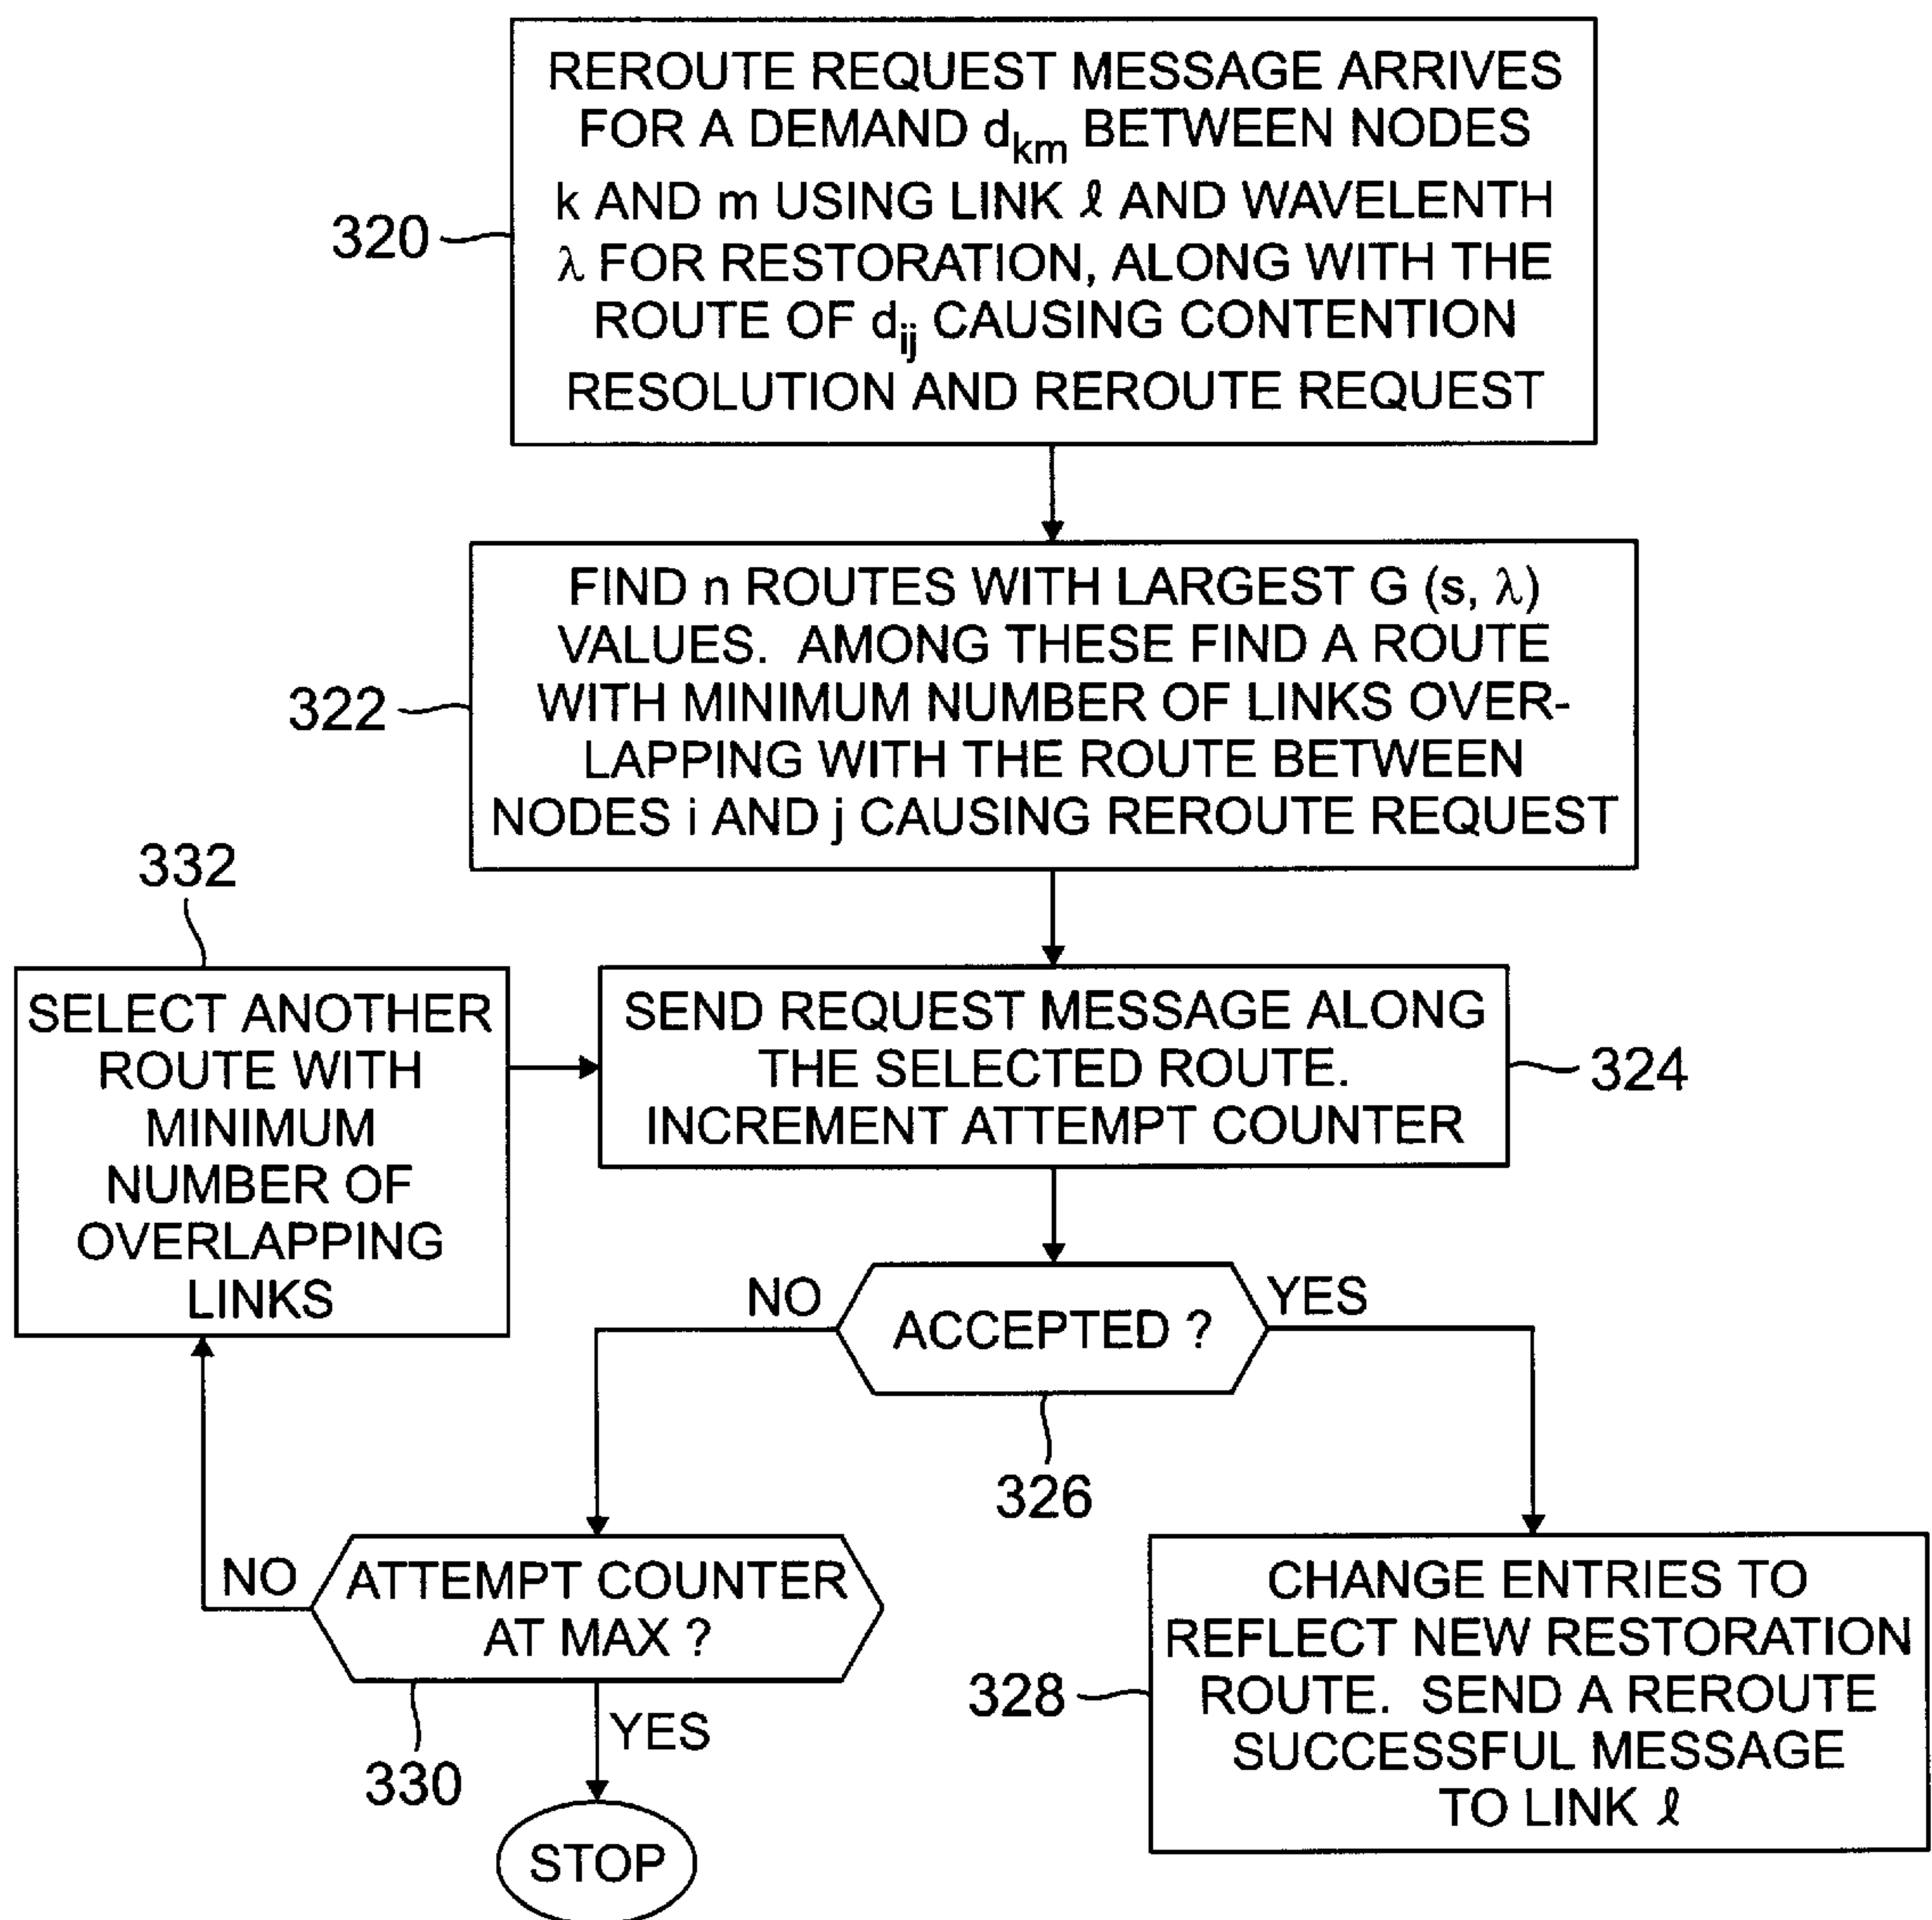 REROUTE REQUEST MESSAGE ARRIVES
FOR A DEMAND dkm BETWEEN NODES
k AND m USING LINK ℓ AND WAVELENTH
λ FOR RESTORATION, ALONG WITH THE
ROUTE OF dij CAUSING CONTENTION
RESOLUTION AND REROUTE REQUEST
320
FIND n ROUTES WITH LARGEST G (s, λ)
VALUES. AMONG THESE FIND A ROUTE
WITH MINIMUM NUMBER OF LINKS OVER-
LAPPING WITH THE ROUTE BETWEEN
NODES i AND j CAUSING REROUTE REQUEST
322
332
SELECT ANOTHER
ROUTE WITH
MINIMUM
NUMBER OF
OVERLAPPING
LINKS
SEND REQUEST MESSAGE ALONG
THE SELECTED ROUTE.
INCREMENT ATTEMPT COUNTER
324
NO
ACCEPTED ?
YES
326
NO
ATTEMPT COUNTER
AT MAX ?
330
YES
STOP
CHANGE ENTRIES TO
REFLECT NEW RESTORATION
ROUTE. SEND A REROUTE
SUCCESSFUL MESSAGE
TO LINK ℓ
328